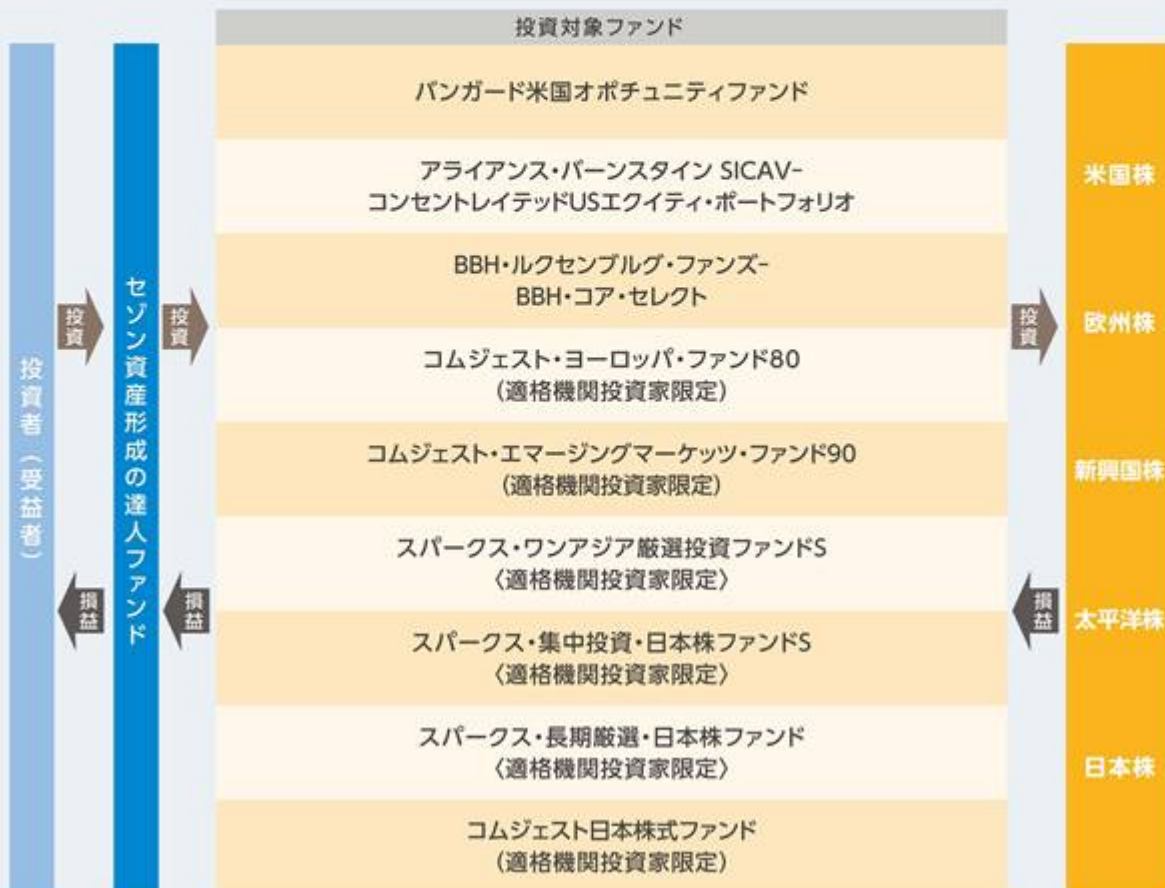 投資対象ファンド
投資者（受益者）
投資
損益
セゾン資産形成の達人ファンド
投資
損益
バンガード米国オポチュニティファンド
アライアンス・バーンスタイン SICAV-
コンセントレイテッドUSエクイティ・ポートフォリオ
BBH・ルクセンブルグ・ファンズ-
BBH・コア・セレクト
コムジェスト・ヨーロッパ・ファンド80
(適格機関投資家限定)
コムジェスト・エマージングマーケッツ・ファンド90
(適格機関投資家限定)
スパークス・ワンアジア厳選投資ファンドS
〈適格機関投資家限定〉
スパークス・集中投資・日本株ファンドS
〈適格機関投資家限定〉
スパークス・長期厳選・日本株ファンド
〈適格機関投資家限定〉
コムジェスト日本株式ファンド
(適格機関投資家限定)
投資
損益
米国株
欧州株
新興国株
太平洋株
日本株